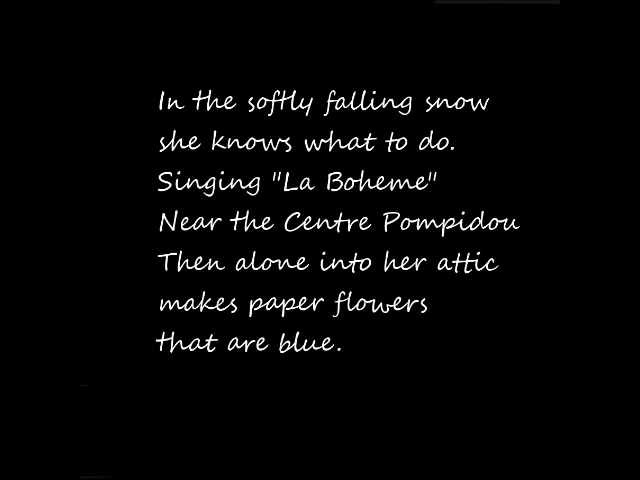 In the softly falling snow
she knows what to do.
Singing "La Boheme"
Near the Centre Pompidou
Then alone into her attic
makes paper flowers
that are blue.